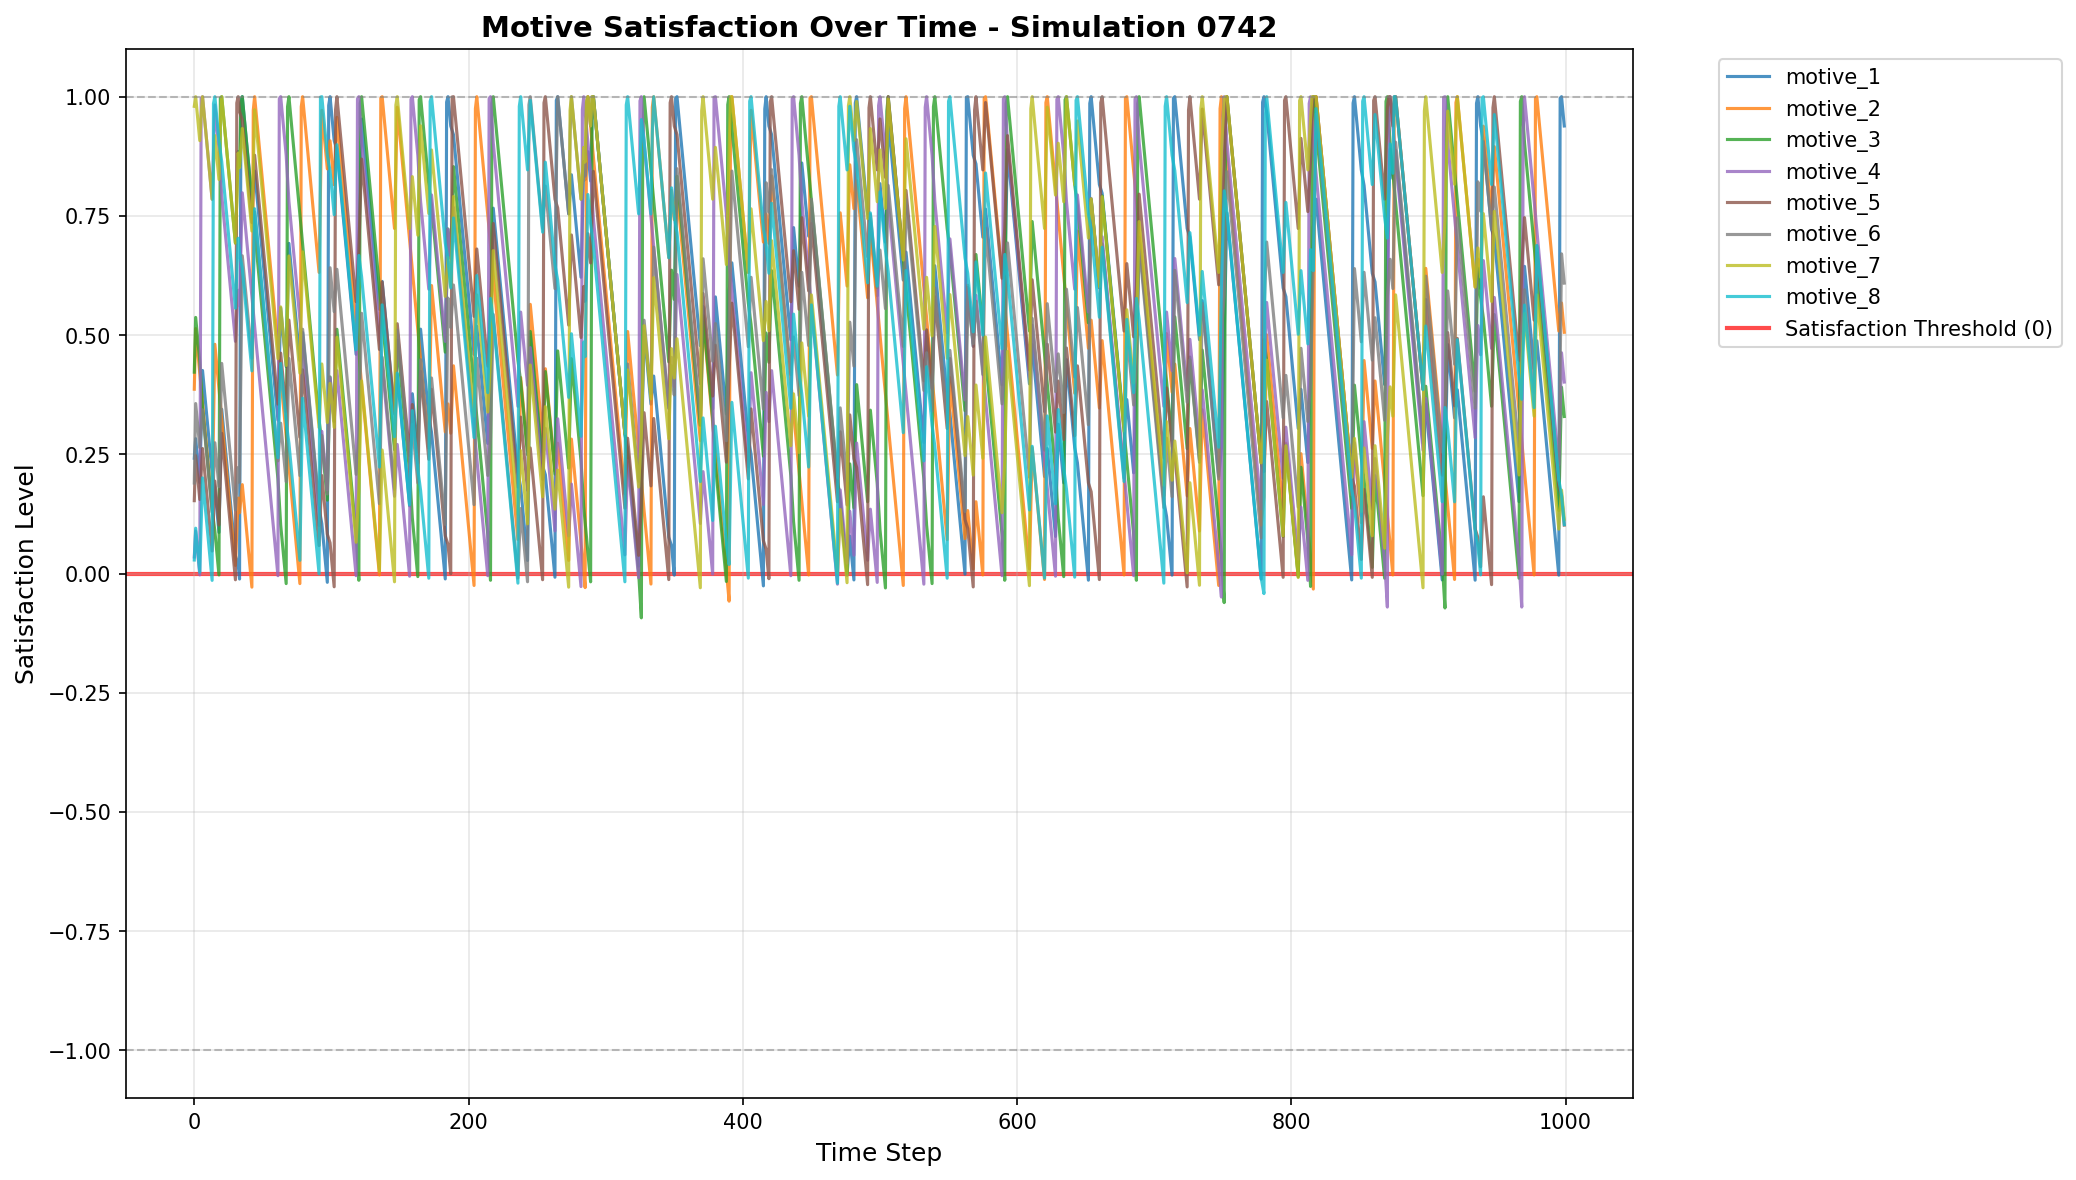 Motive Satisfaction Over Time - Simulation 0742
Satisfaction Level
1.00
0.75
0.50
0.25
0.00
−0.25
−0.50
−0.75
−1.00
0
200
400
600
800
1000
Time Step
motive_1
motive_2
motive_3
motive_4
motive_5
motive_6
motive_7
motive_8
Satisfaction Threshold (0)